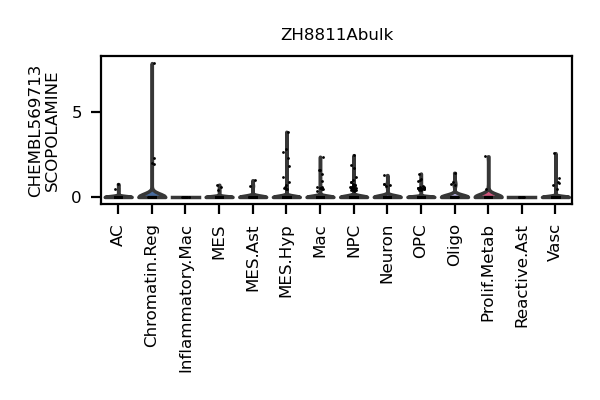 ZH8811Abulk
CHEMBL569713
SCOPOLAMINE
5
0
AC
Chromatin.Reg
Inflammatory.Mac
MES
MES.Ast
MES.Hyp
Mac
NPC
Neuron
OPC
Oligo
Prolif.Metab
Reactive.Ast
Vasc